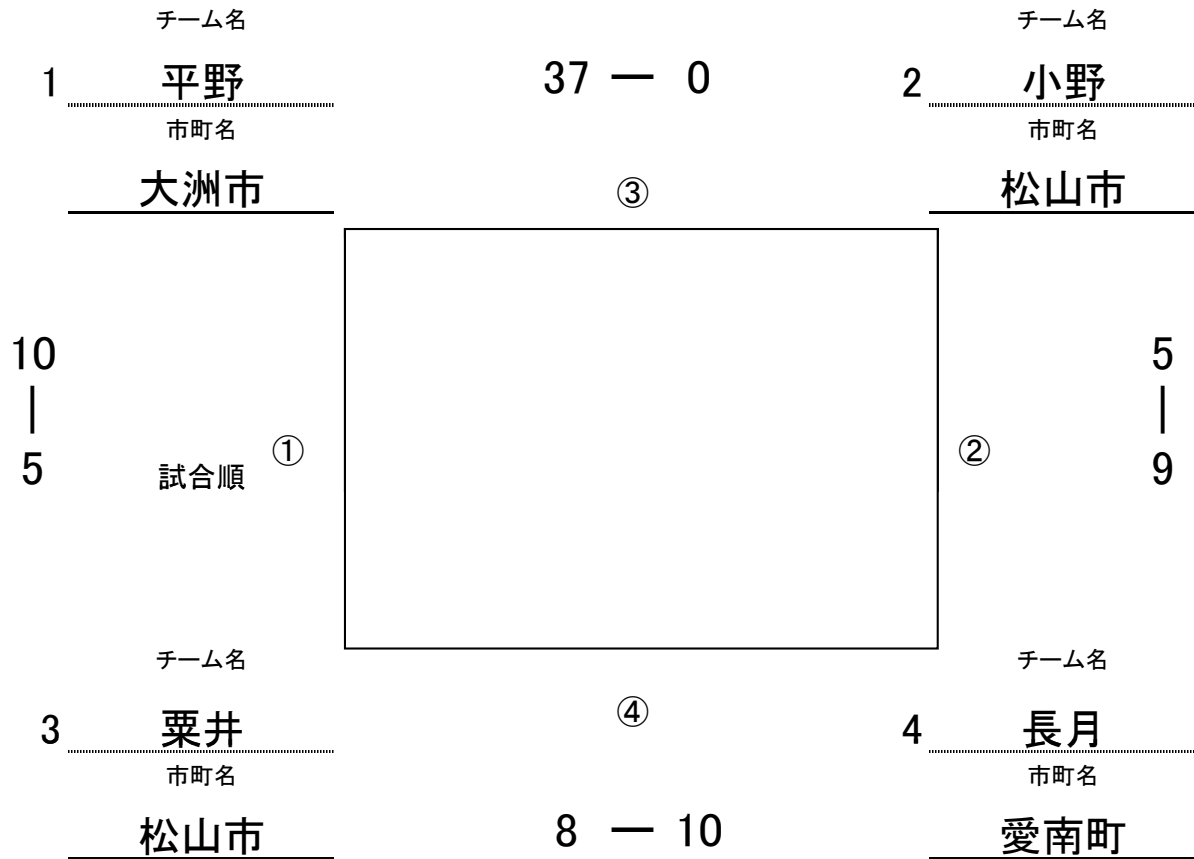 チーム名
チーム名
1 平野
37 ー 0
2 小野
市町名
市町名
大洲市
③
松山市
10
|
5
5
|
9
試合順
①
②
チーム名
チーム名
3 粟井
④
4 長月
市町名
市町名
松山市
8 ー 10
愛南町